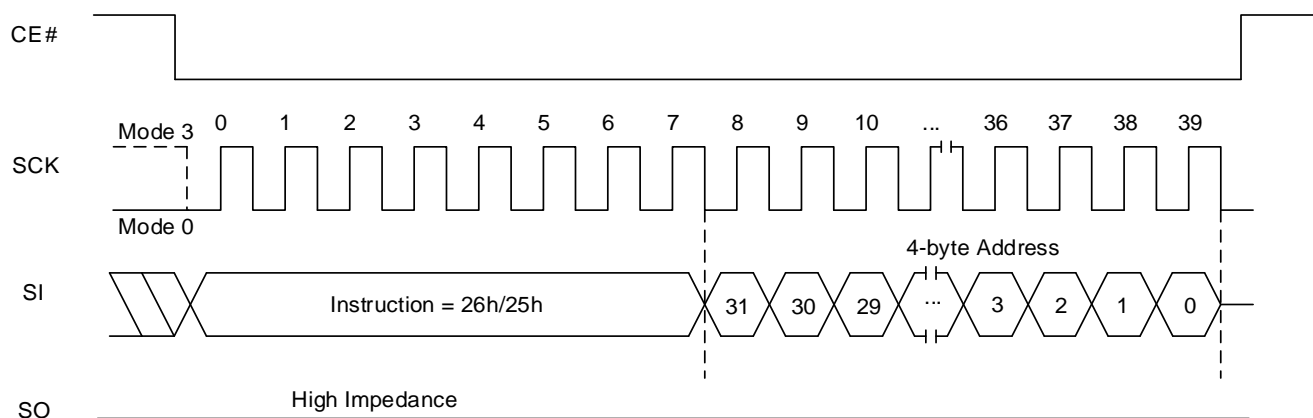 CE#
Mode 3
0 1 2 3 4 5 6 7 8 9 10 ... 36 37 38 39
SCK
Mode 0
4-byte Address
SI
Instruction = 26h/25h
31 30 29 ... 3 2 1 0
High Impedance
SO